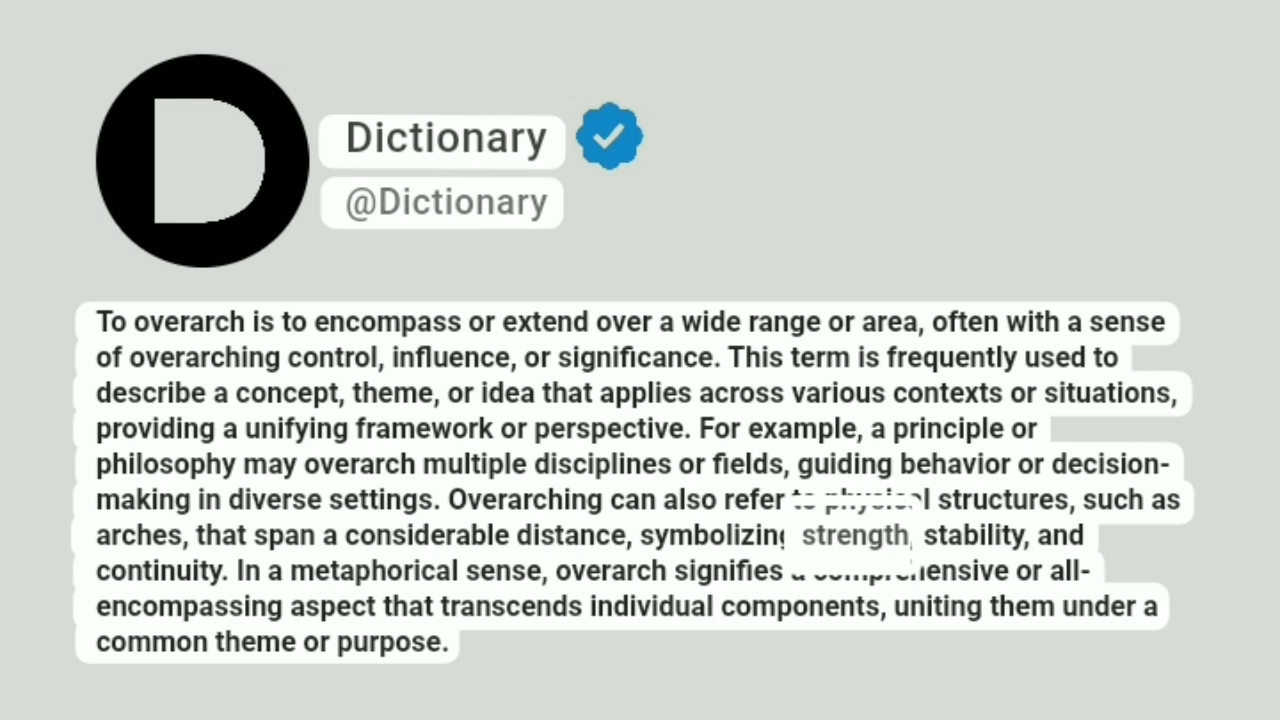 D
Dictionary
@Dictionary
To overarch is to encompass or extend over a wide range or area, often with a sense
of overarching control, influence, or significance. This term is frequently used to
describe a concept, theme, or idea that applies across various contexts or situations,
providing a unifying framework or perspective. For example, a principle or
philosophy may overarch multiple disciplines or fields, guiding behavior or decision-
making in diverse settings. Overarching can also refer to physical structures, such as
arches, that span a considerable distance, symbolizing strength, stability, and
continuity. In a metaphorical sense, overarch signifies a comprehensive or all-
encompassing aspect that transcends individual components, uniting them under a
common theme or purpose.